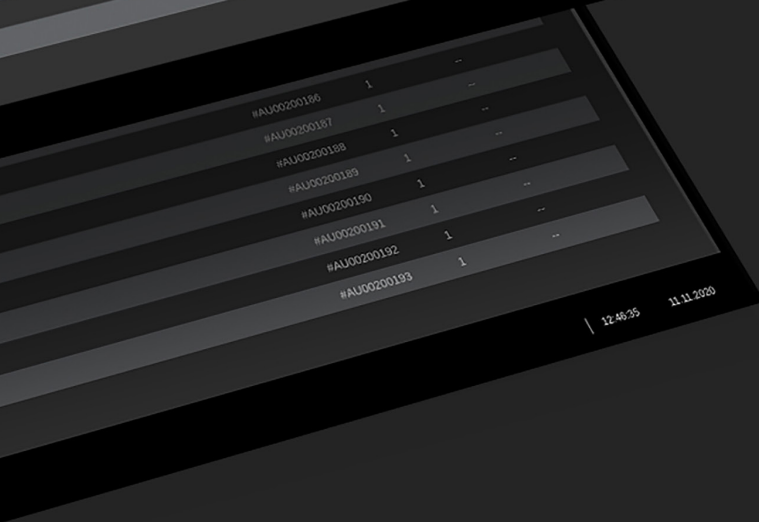 #AU00200186 1 --
#AU00200187 1 --
#AU00200188 1 --
#AU00200189 1 --
#AU00200190 1 --
#AU00200191 1 --
#AU00200192 1 --
#AU00200193 1 --
| 12:46:35 11.11.2020